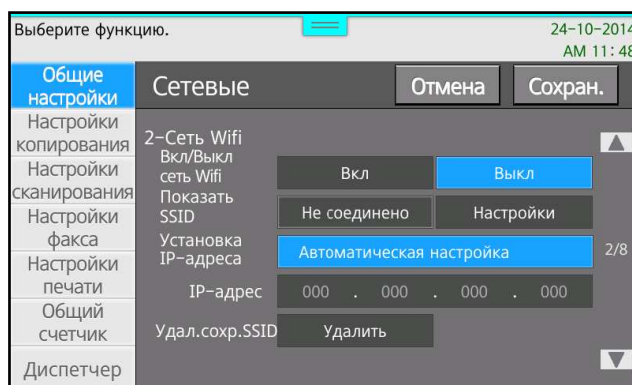 Выберите функцию.
24-10-2014
AM 11:48
Общие
настройки
Сетевые
Отмена
Сохран.
Настройки
копирования
Настройки
сканирования
Настройки
факса
Настройки
печати
Общий
счетчик
Диспетчер
2-Сеть Wifi
Вкл/Выкл
сеть Wifi
Вкл
Выкл
Показать
SSID
Не соединено
Настройки
Установка
IP-адреса
Автоматическая настройка
2/8
IP-адрес
000 . 000 . 000 . 000
Удал.сохр.SSID
Удалить